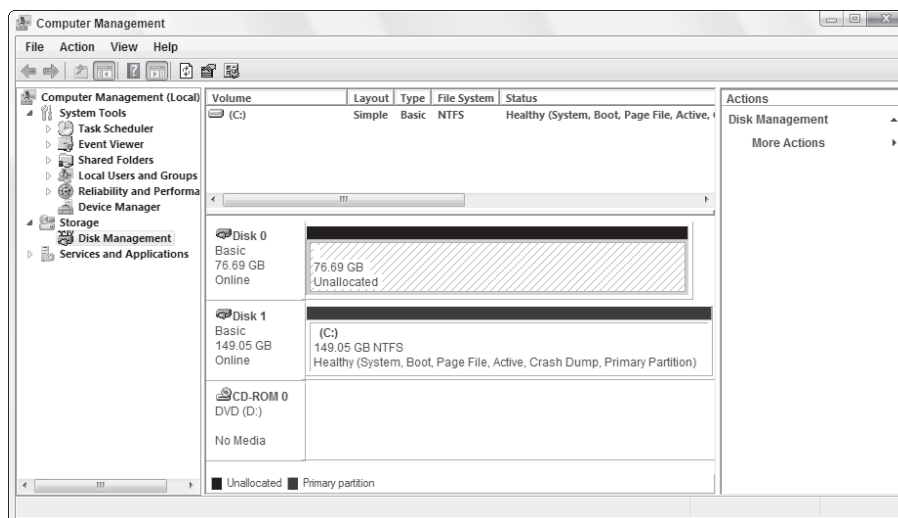 Computer Management
File Action View Help
Computer Management (Local)
System Tools
Task Scheduler
Event Viewer
Shared Folders
Local Users and Groups
Reliability and Performa
Device Manager
Storage
Disk Management
Services and Applications
Volume Layout Type File System Status
(C:) Simple Basic NTFS Healthy (System, Boot, Page File, Active,
Disk 0
Basic
76.69 GB
Online
76.69 GB
Unallocated
Disk 1
Basic
149.05 GB
Online
(C:)
149.05 GB NTFS
Healthy (System, Boot, Page File, Active, Crash Dump, Primary Partition)
CD-ROM 0
DVD (D:)
No Media
Unallocated Primary partition
Actions
Disk Management
More Actions